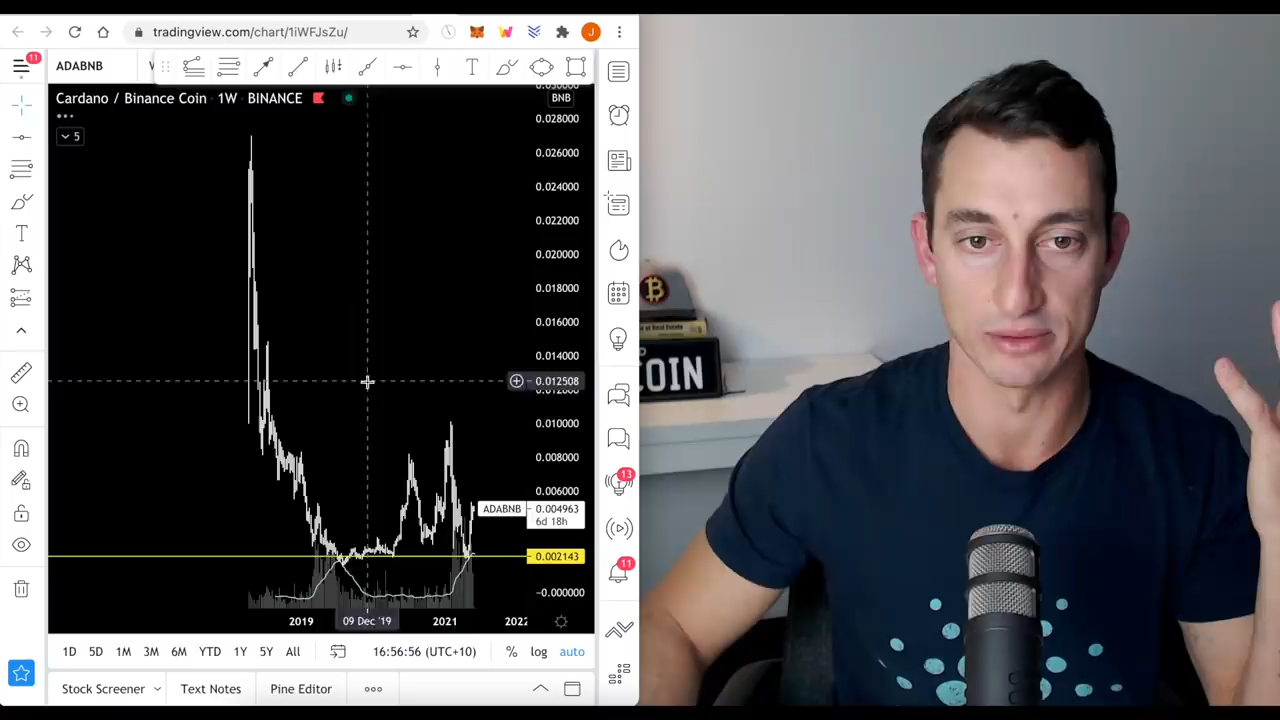 tradingview.com/chart/1iWFJsZu/
J
11
ADABNB
Cardano / Binance Coin · 1W · BINANCE
BNB
5
0.028000
0.026000
0.024000
0.022000
0.020000
0.018000
0.016000
0.014000
0.012508
0.010000
0.008000
0.006000
ADABNB
0.004963
6d 18h
0.002143
−0.000000
2019
09 Dec '19
2021
2022
1D 5D 1M 3M 6M YTD 1Y 5Y All
16:56:56 (UTC+10)
% log auto
Stock Screener
Text Notes
Pine Editor
13
11
OIN